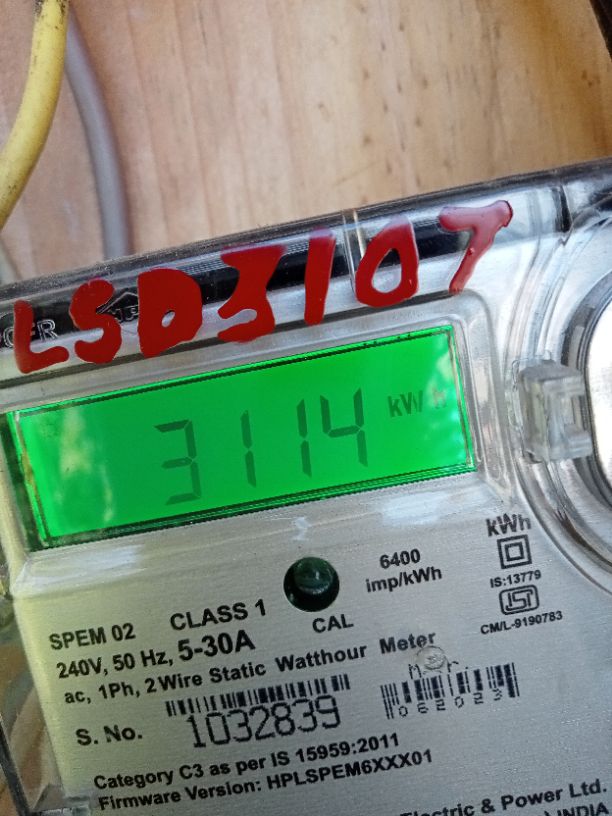 LSD3107
3114 kWh
kWh
6400
imp/kWh
IS:13779
CM/L-9190783
CAL
SPEM 02 CLASS 1
240V, 50 Hz, 5-30A
ac, 1Ph, 2Wire Static Watthour Meter
S. No. 1032839
062023
Category C3 as per IS 15959:2011
Firmware Version: HPLSPEM6XXX01
Electric & Power Ltd.
INDIA